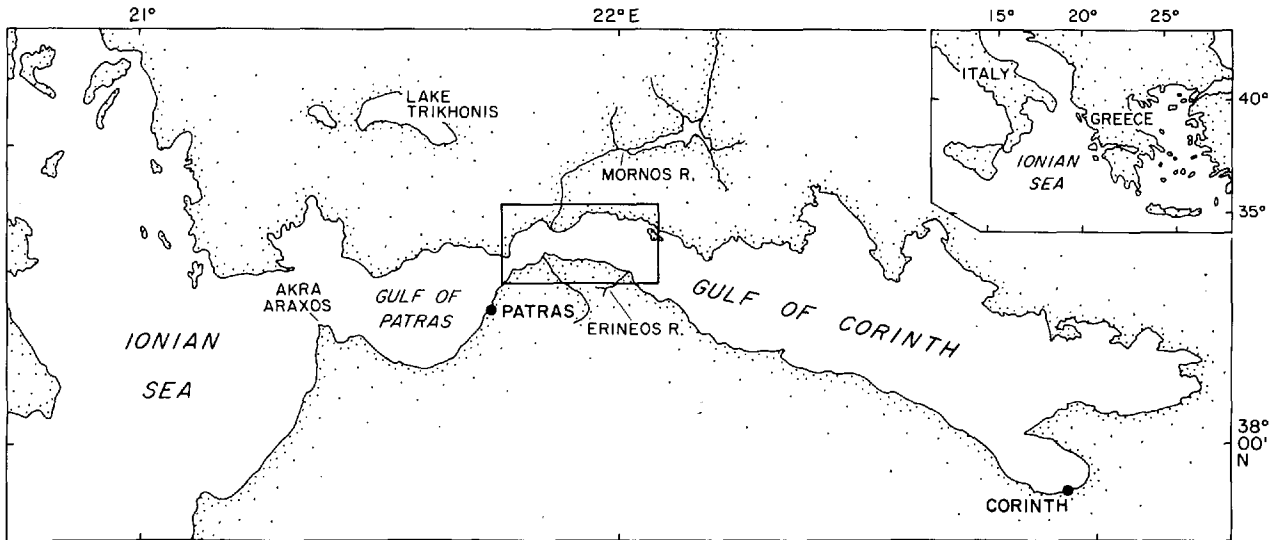 21°
22° E
15°
20°
25°
ITALY
GREECE
IONIAN
SEA
40°
35°
LAKE
TRIKHONIS
MORNOS R.
AKRA
ARAXOS
GULF OF
PATRAS
PATRAS
ERINEOS R.
GULF OF CORINTH
IONIAN
SEA
38°
00'
N
CORINTH